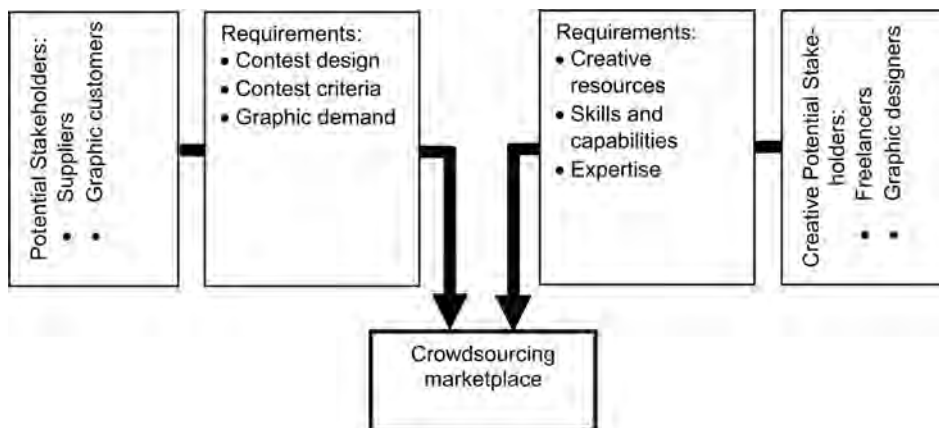 Potential Stakeholders:
• Suppliers
• Graphic customers
Requirements:
• Contest design
• Contest criteria
• Graphic demand
Requirements:
• Creative
resources
• Skills and
capabilities
• Expertise
Creative Potential Stake-
holders:
• Freelancers
• Graphic designers
Crowdsourcing
marketplace